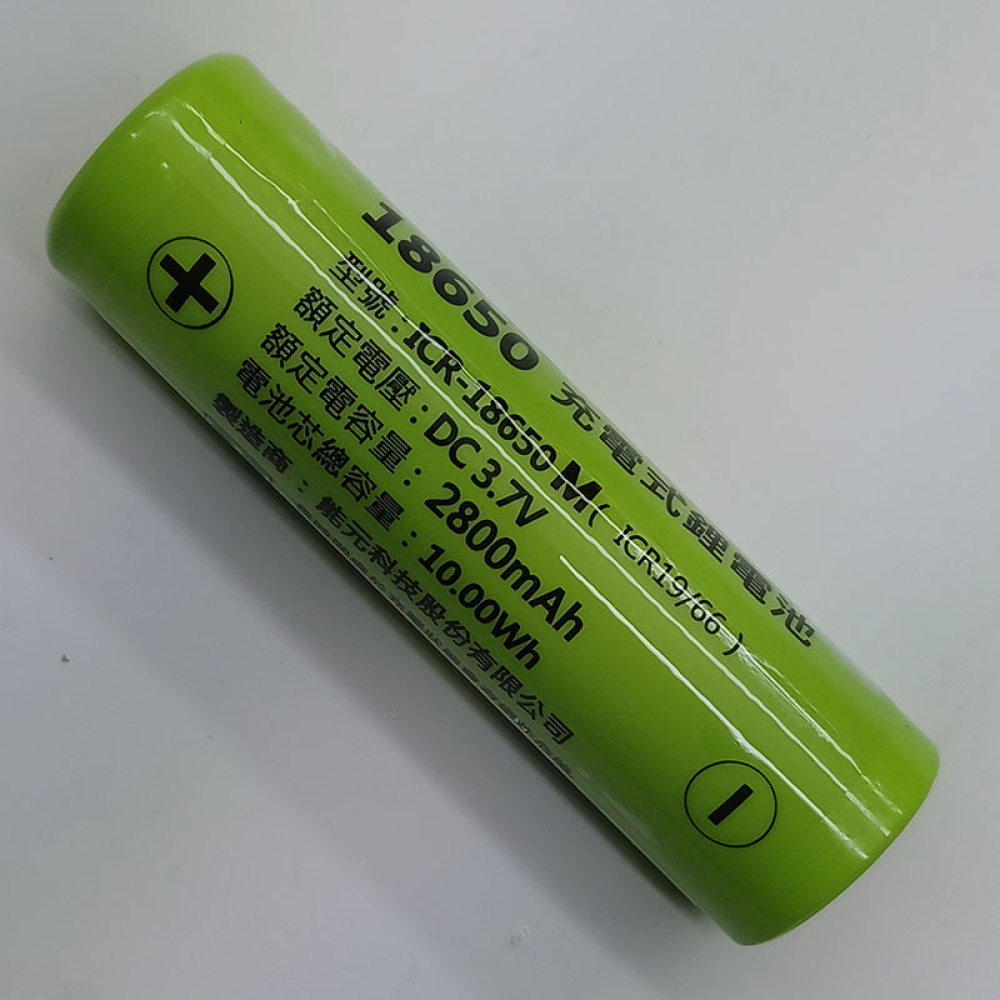 18650 充電式鋰電池
型號：ICR-18650M( ICR19/66 )
額定電壓：DC 3.7V
額定電容量：2800mAh
電池芯總容量：10.00Wh
製造商：能元科技股份有限公司
+
-